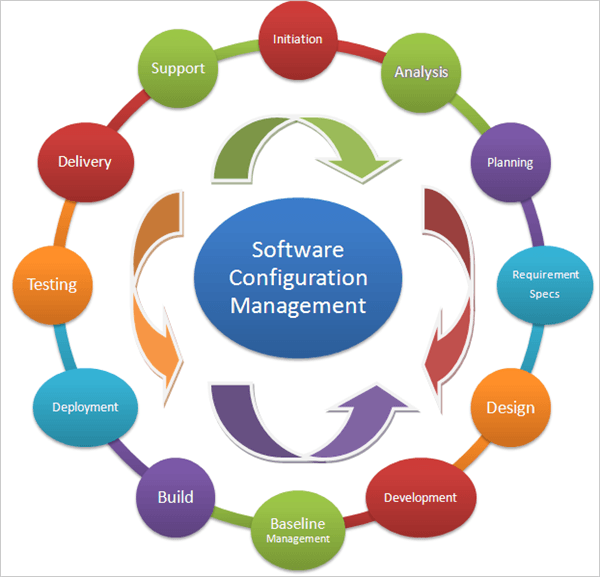 Initiation
Analysis
Planning
Requirement
Specs
Design
Development
Baseline
Management
Build
Deployment
Testing
Delivery
Support
Software
Configuration
Management